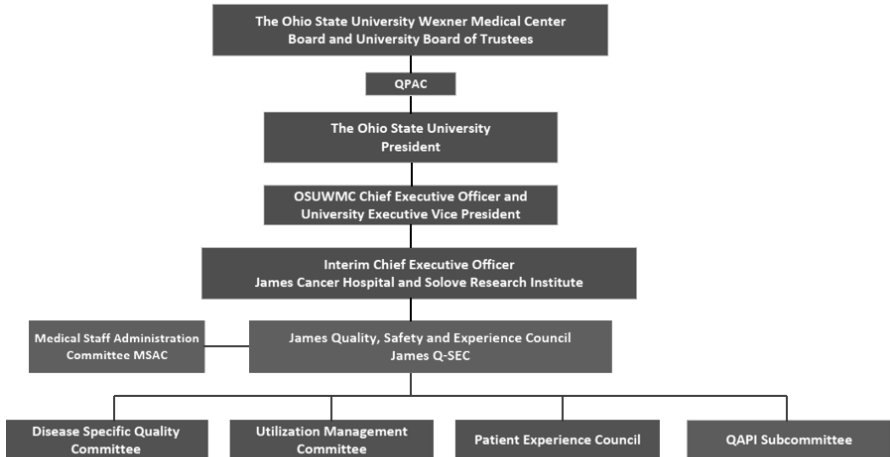 The Ohio State University Wexner Medical Center
Board and University Board of Trustees
QPAC
The Ohio State University
President
OSUWMC Chief Executive Officer and
University Executive Vice President
Interim Chief Executive Officer
James Cancer Hospital and Solove Research Institute
Medical Staff Administration
Committee MSAC
James Quality, Safety and Experience Council
James Q-SEC
Disease Specific Quality
Committee
Utilization Management
Committee
Patient Experience Council
QAPI Subcommittee